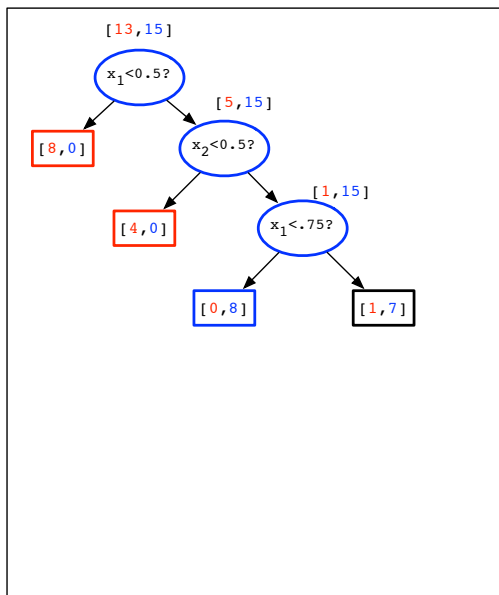 [13,15]
x1<0.5?
[5,15]
[8,0]
x2<0.5?
[1,15]
[4,0]
x1<.75?
[0,8]
[1,7]